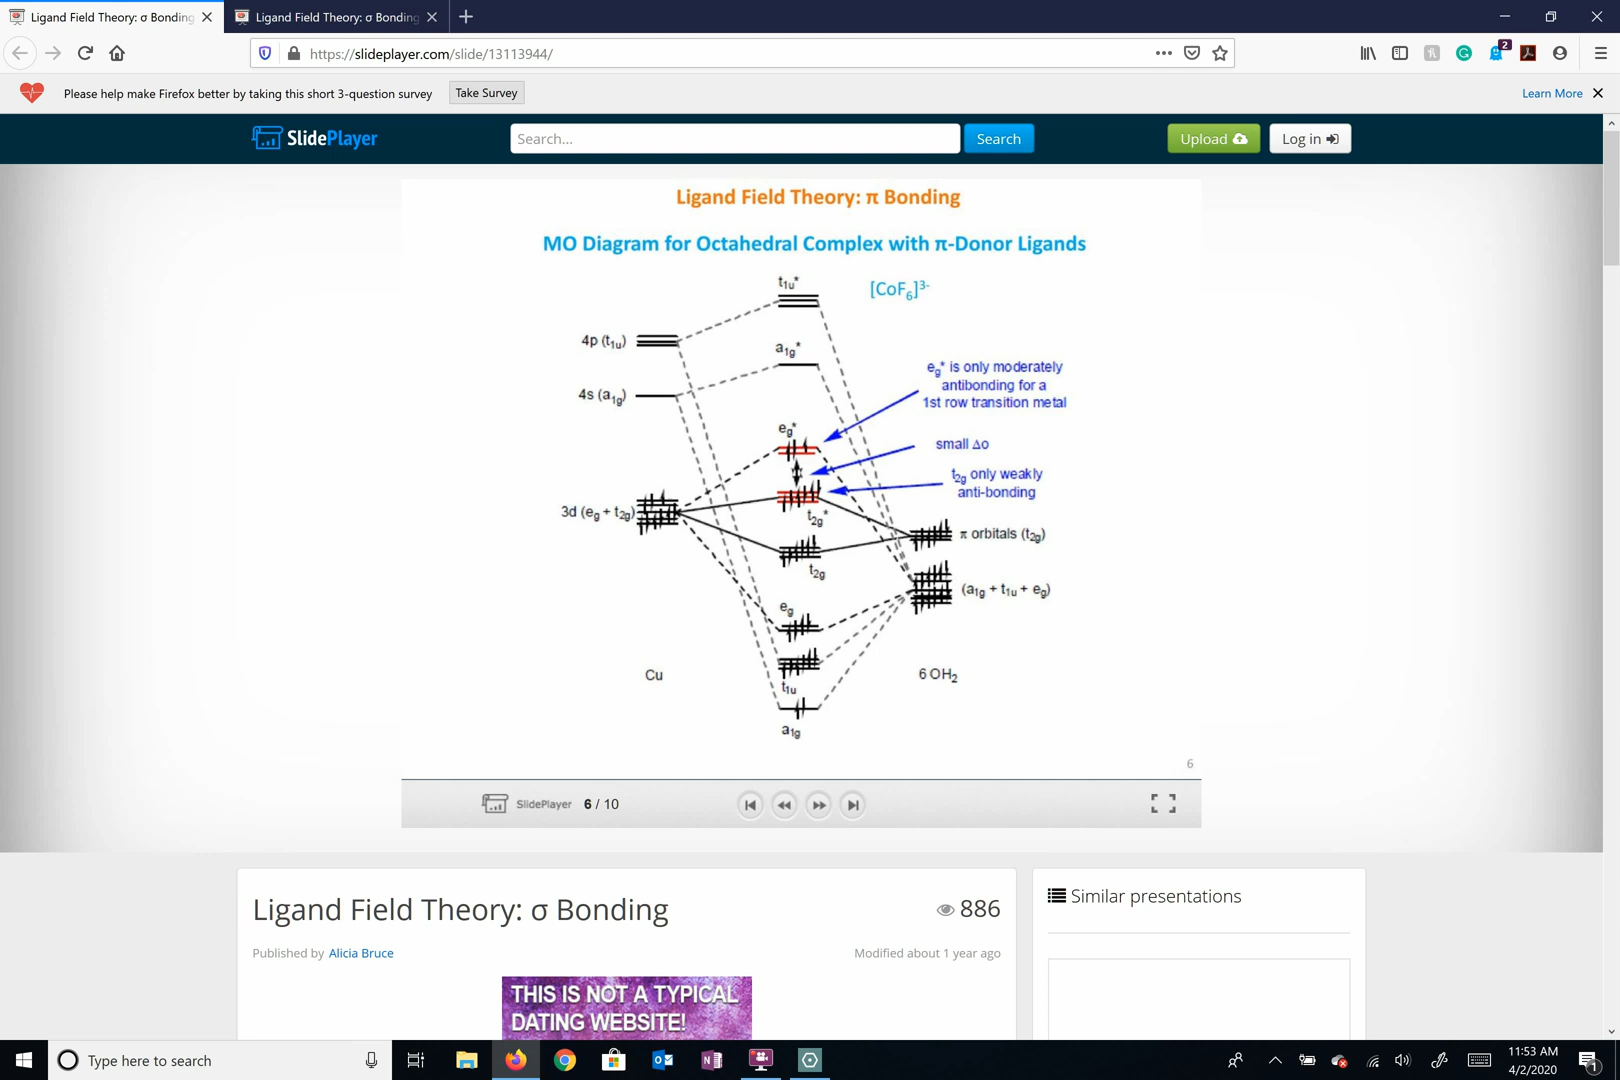 Ligand Field Theory: σ Bonding
Ligand Field Theory: σ Bonding
https://slideplayer.com/slide/13113944/
2
Please help make Firefox better by taking this short 3-question survey
Take Survey
Learn More
SlidePlayer
Search...
Search
Upload
Log in
Ligand Field Theory: π Bonding
MO Diagram for Octahedral Complex with π-Donor Ligands
t1u*
[CoF6]3-
4p (t1u)
a1g*
eg* is only moderately
antibonding for a
1st row transition metal
4s (a1g)
eg*
small Δo
t2g only weakly
anti-bonding
3d (eg + t2g)
t2g*
π orbitals (t2g)
t2g
(a1g + t1u + eg)
eg
Cu
6 OH2
t1u
a1g
6
SlidePlayer
6 / 10
Ligand Field Theory: σ Bonding
886
Published by Alicia Bruce
Modified about 1 year ago
THIS IS NOT A TYPICAL
DATING WEBSITE!
Similar presentations
Type here to search
11:53 AM
4/2/2020
1